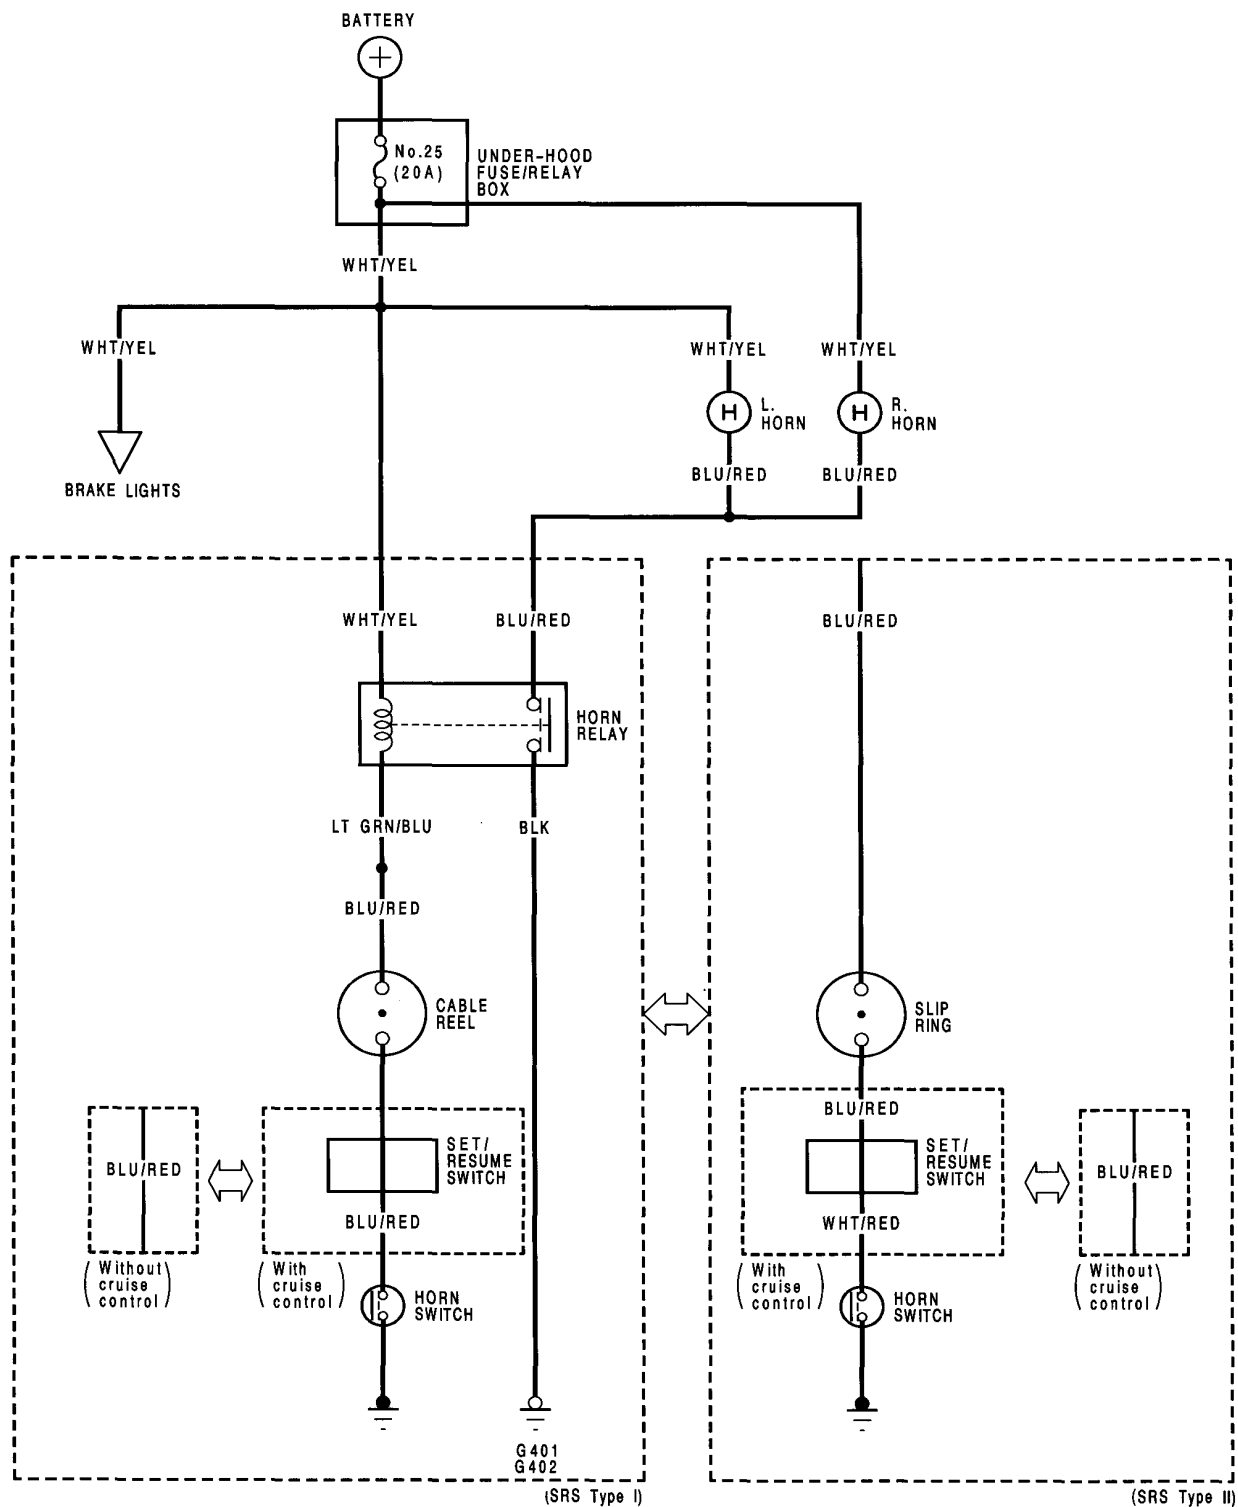 BATTERY
+
No.25
(20A)
UNDER-HOOD
FUSE/RELAY
BOX
WHT/YEL
WHT/YEL
WHT/YEL
WHT/YEL
H
L.
HORN
H
R.
HORN
BLU/RED
BLU/RED
BRAKE LIGHTS
WHT/YEL
BLU/RED
BLU/RED
HORN
RELAY
LT GRN/BLU
BLK
BLU/RED
CABLE
REEL
SLIP
RING
BLU/RED
SET/
RESUME
SWITCH
BLU/RED
(Without
cruise
control)
(With
cruise
control)
HORN
SWITCH
BLU/RED
SET/
RESUME
SWITCH
WHT/RED
BLU/RED
(With
cruise
control)
(Without
cruise
control)
HORN
SWITCH
G401
G402
(SRS Type I)
(SRS Type II)